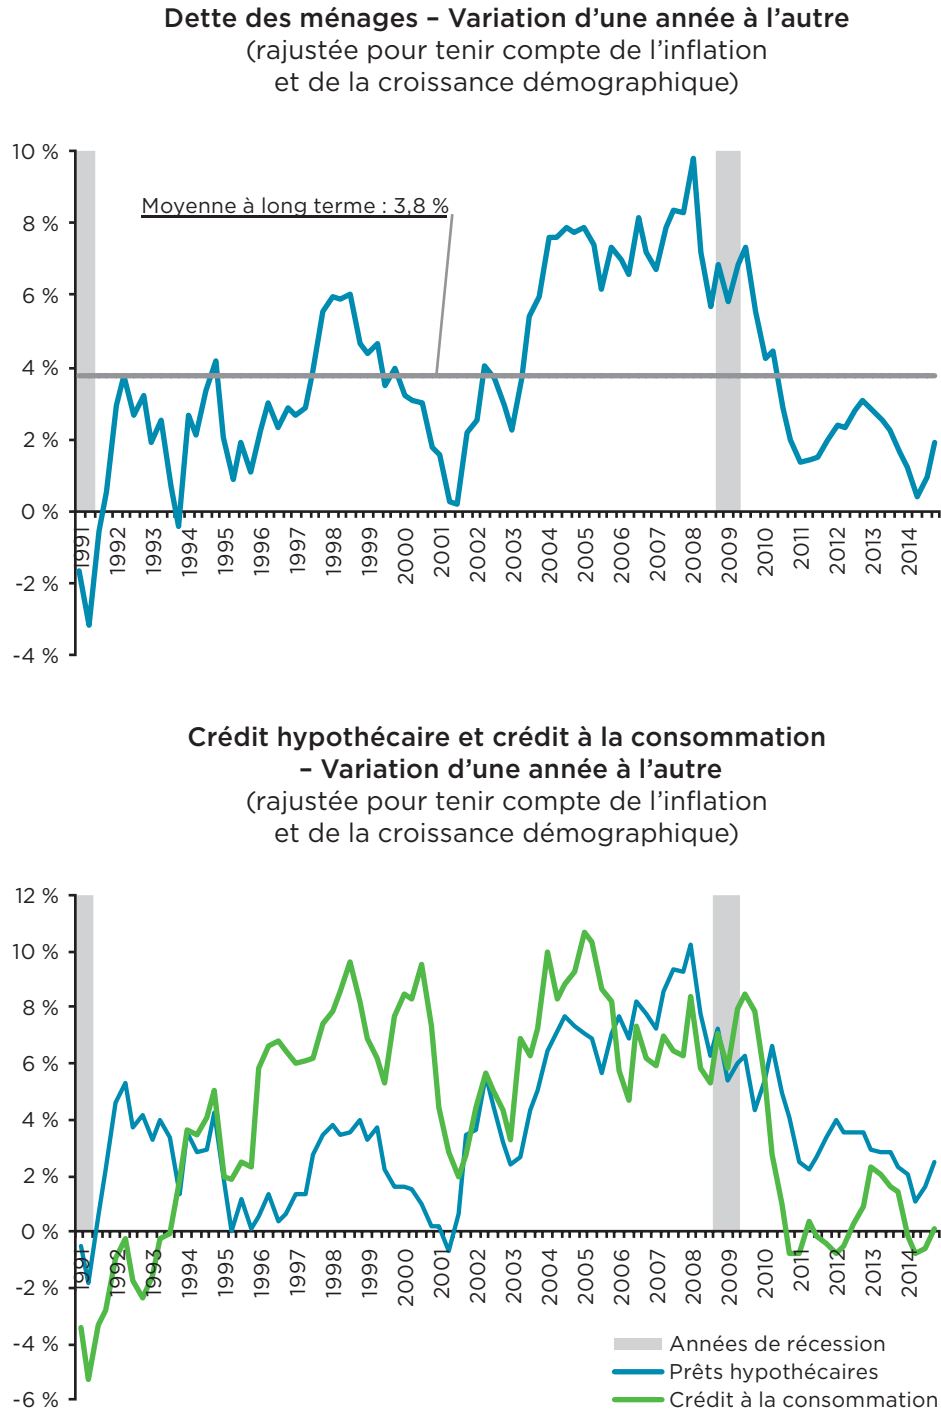 Dette des ménages – Variation d’une année à l’autre
(rajustée pour tenir compte de l’inflation
et de la croissance démographique)
10 %
8 %
6 %
4 %
2 %
0 %
-2 %
-4 %
Moyenne à long terme : 3,8 %
1991 1992 1993 1994 1995 1996 1997 1998 1999 2000 2001 2002 2003 2004 2005 2006 2007 2008 2009 2010 2011 2012 2013 2014
Crédit hypothécaire et crédit à la consommation
– Variation d’une année à l’autre
(rajustée pour tenir compte de l’inflation
et de la croissance démographique)
12 %
10 %
8 %
6 %
4 %
2 %
0 %
-2 %
-4 %
-6 %
1991 1992 1993 1994 1995 1996 1997 1998 1999 2000 2001 2002 2003 2004 2005 2006 2007 2008 2009 2010 2011 2012 2013 2014
Années de récession
Prêts hypothécaires
Crédit à la consommation